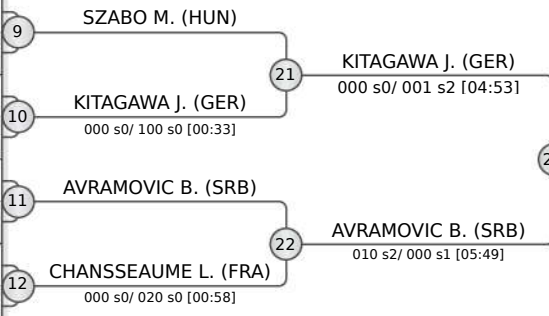 9
SZABO M. (HUN)
21
KITAGAWA J. (GER)
000 s0/ 001 s2 [04:53]
10
KITAGAWA J. (GER)
000 s0/ 100 s0 [00:33]
11
AVRAMOVIC B. (SRB)
22
AVRAMOVIC B. (SRB)
010 s2/ 000 s1 [05:49]
12
CHANSSEAUME L. (FRA)
000 s0/ 020 s0 [00:58]